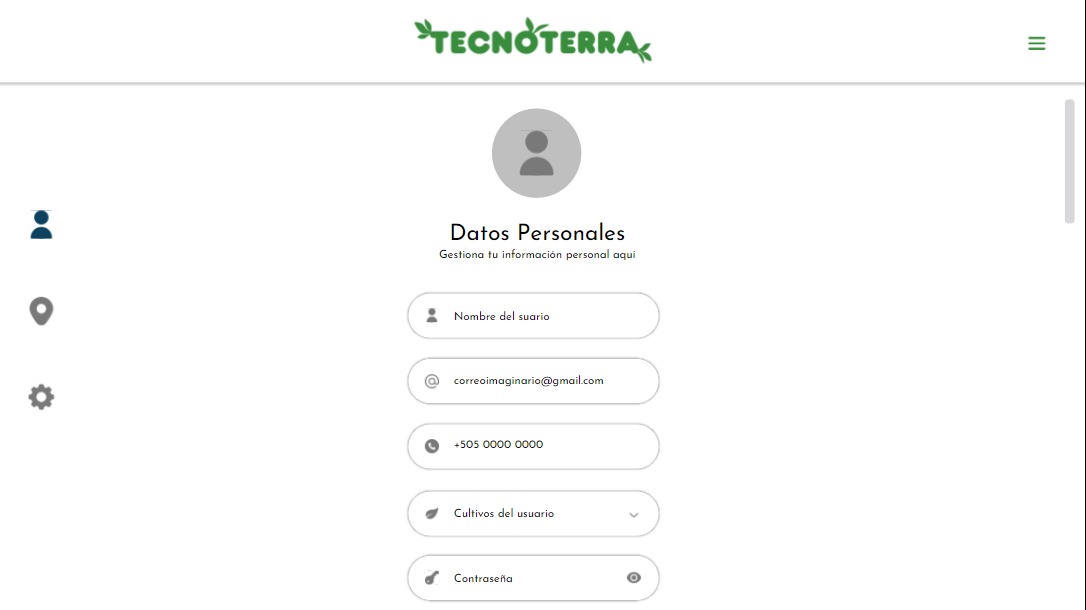 TECNOTERRA
Datos Personales
Gestiona tu información personal aquí
Nombre del suario
correoimaginario@gmail.com
+505 0000 0000
Cultivos del usuario
Contraseña